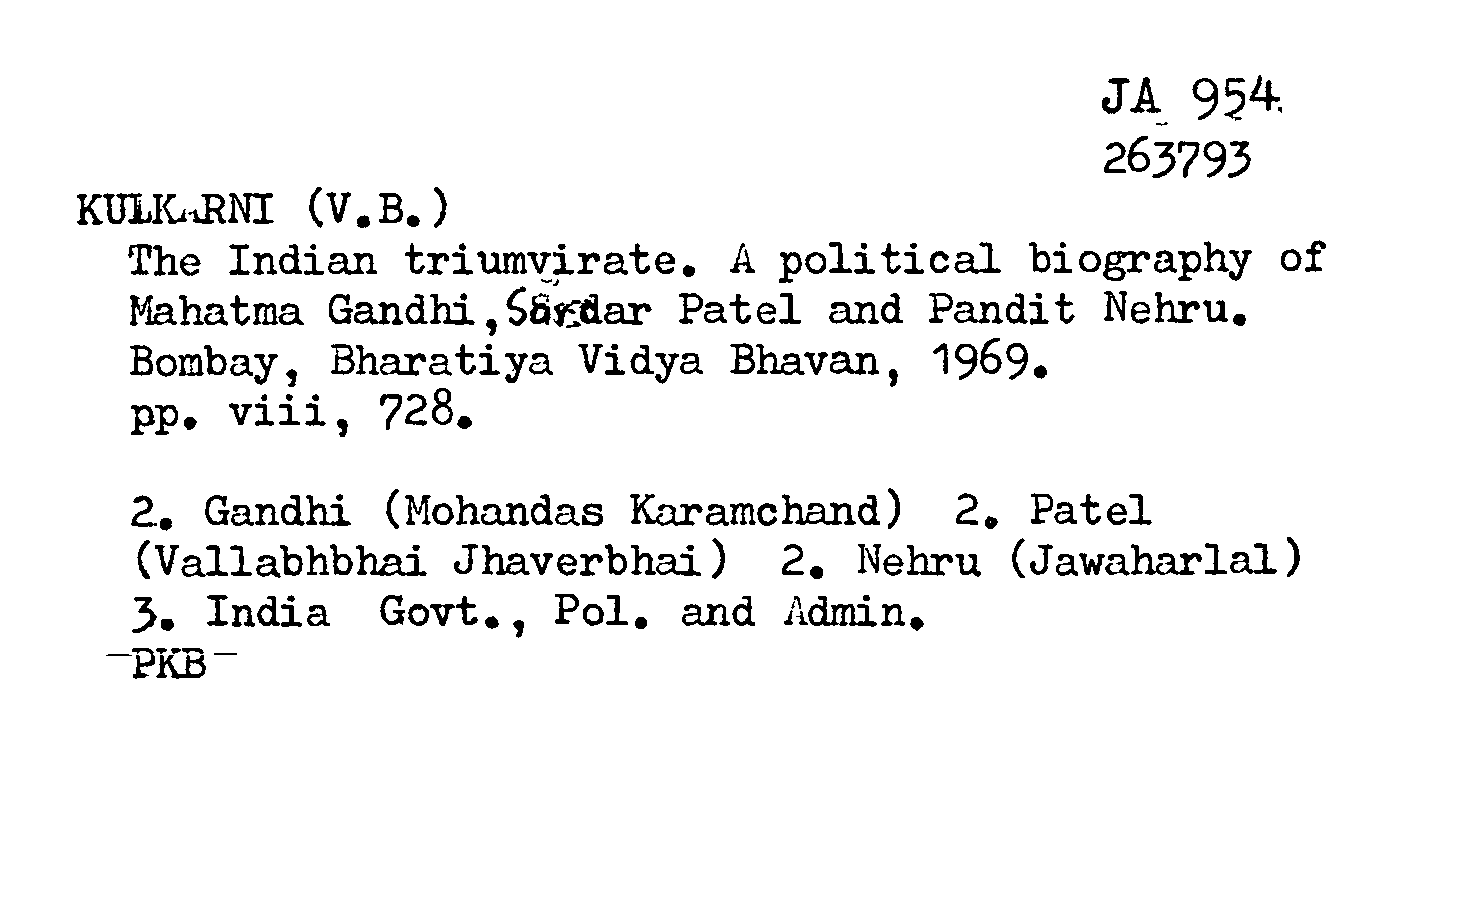 JA 954
263793
KULKARNI (V.B.)
The Indian triumvirate. A political biography of
Mahatma Gandhi, Sardar Patel and Pandit Nehru.
Bombay, Bharatiya Vidya Bhavan, 1969.
pp. viii, 728.
2. Gandhi (Mohandas Karamchand) 2. Patel
(Vallabhbhai Jhaverbhai) 2. Nehru (Jawaharlal)
3. India Govt., Pol. and Admin.
-PKB-